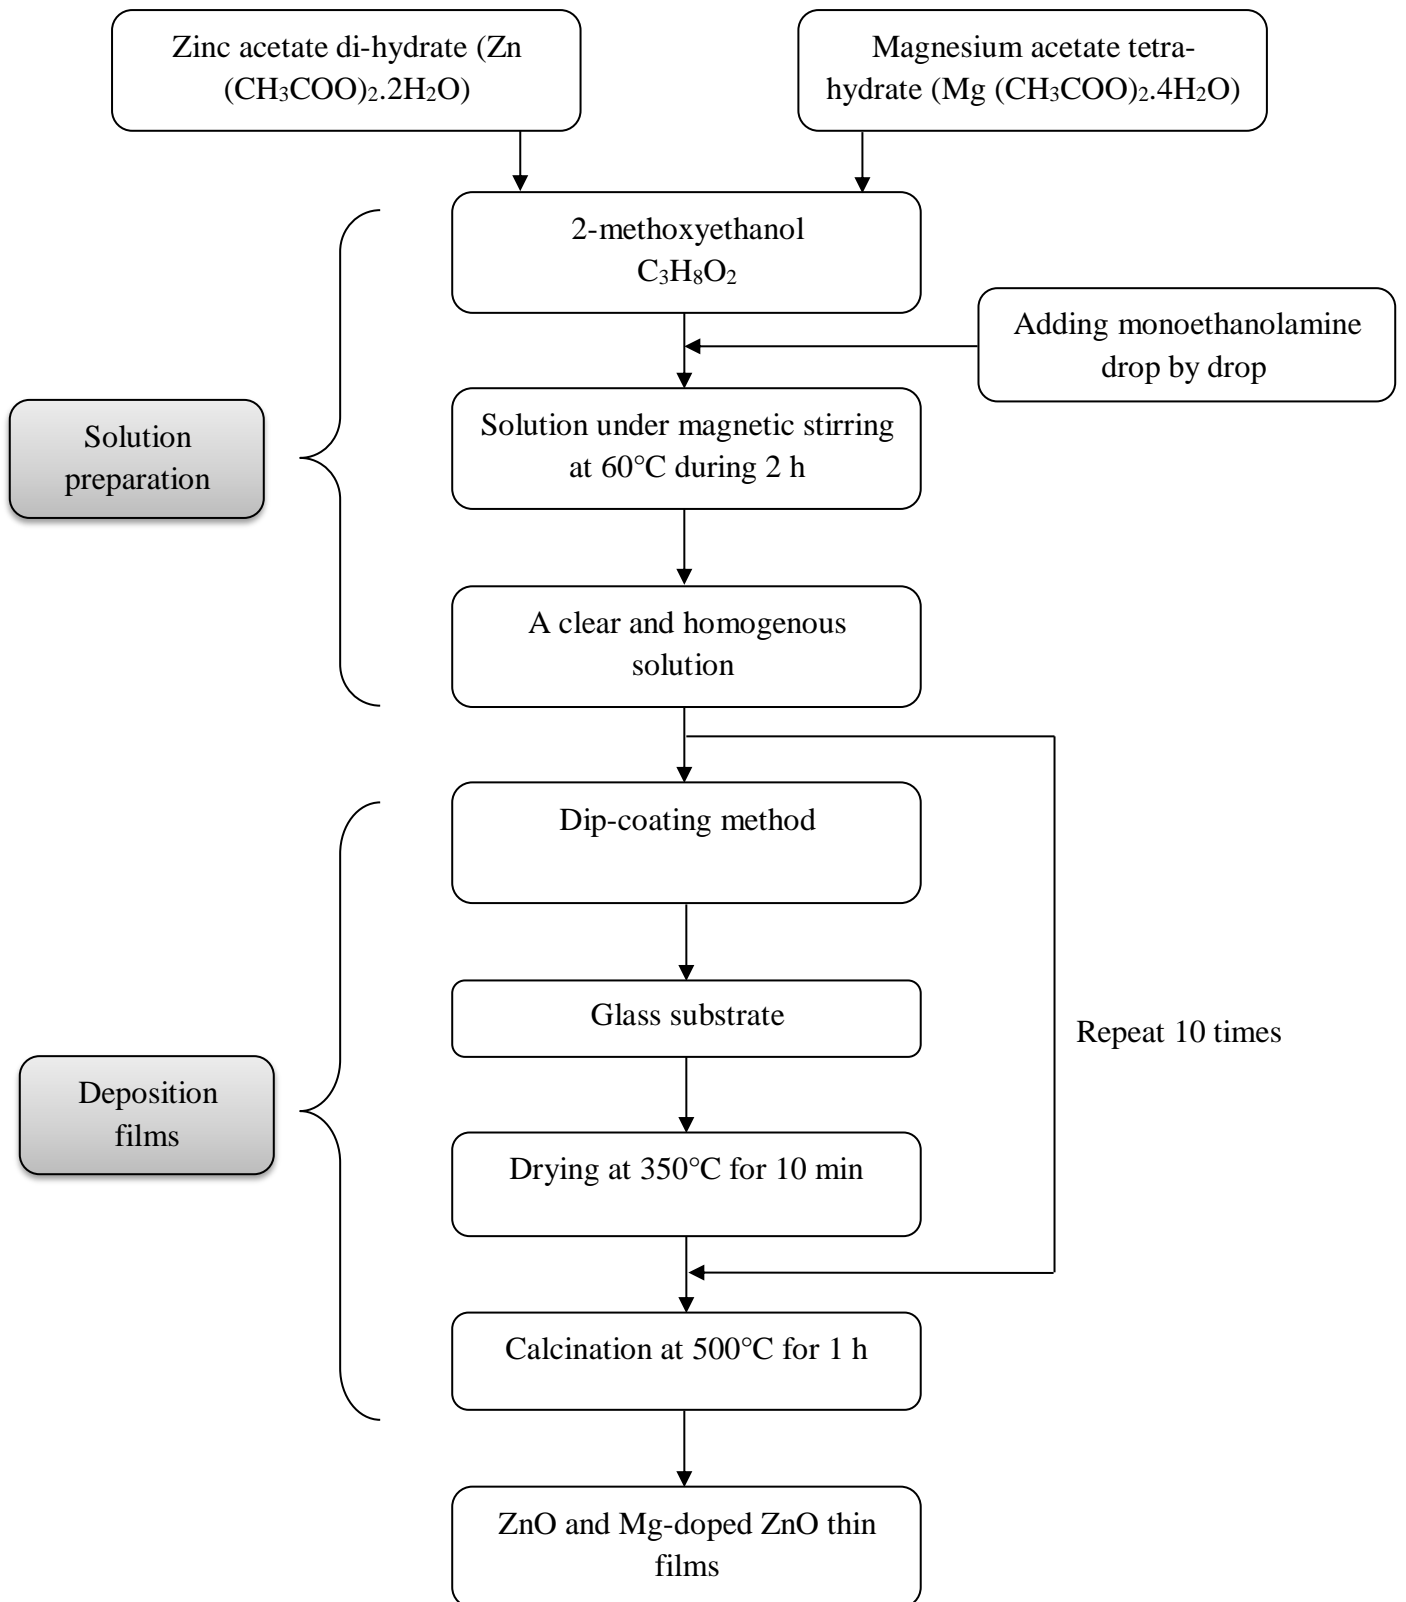 Zinc acetate di-hydrate (Zn
(CH₃COO)₂.2H₂O)
Magnesium acetate tetra-
hydrate (Mg (CH₃COO)₂.4H₂O)
2-methoxyethanol
C₃H₈O₂
Adding monoethanolamine
drop by drop
Solution
preparation
Solution under magnetic stirring
at 60°C during 2 h
A clear and homogenous
solution
Dip-coating method
Glass substrate
Repeat 10 times
Deposition
films
Drying at 350°C for 10 min
Calcination at 500°C for 1 h
ZnO and Mg-doped ZnO thin
films